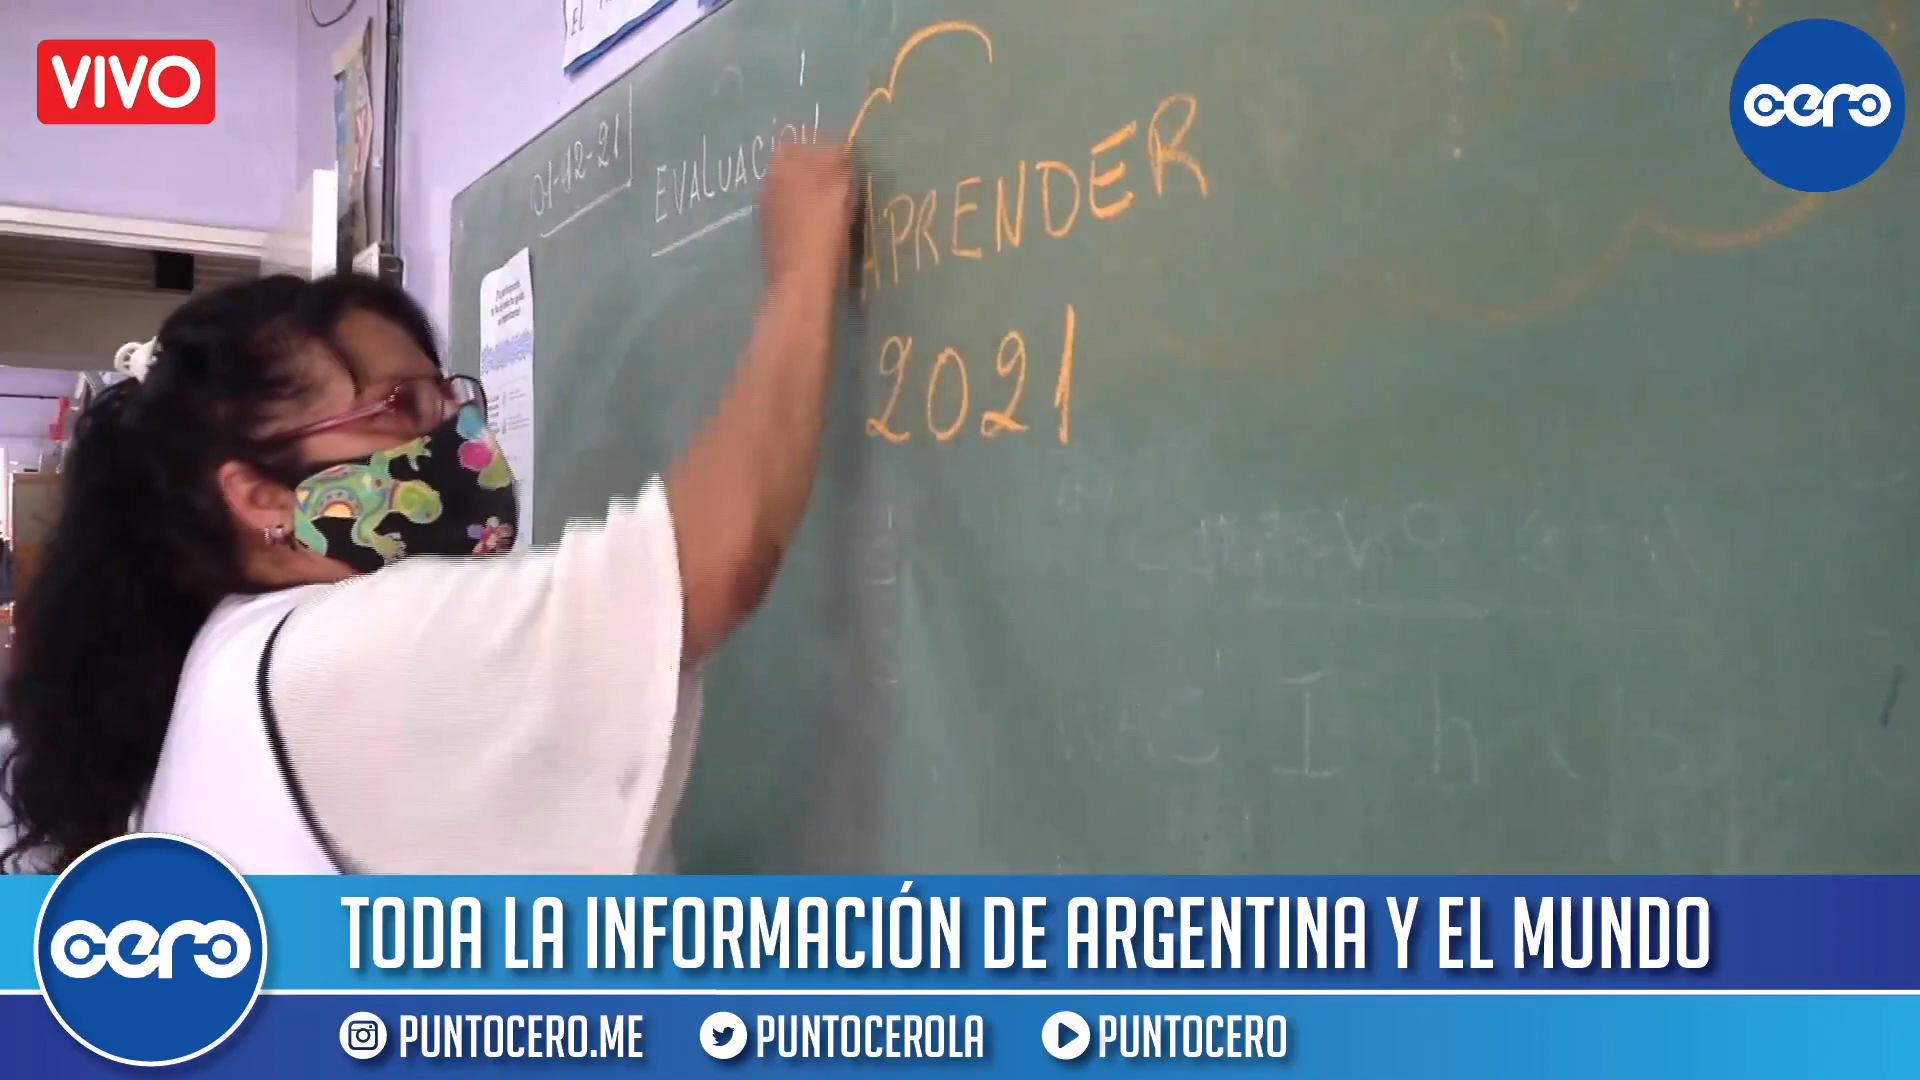 VIVO
cero
EL
01-12-21
EVALUACIÓN
APRENDER
2021
cero
TODA LA INFORMACIÓN DE ARGENTINA Y EL MUNDO
PUNTOCERO.ME
PUNTOCEROLA
PUNTOCERO